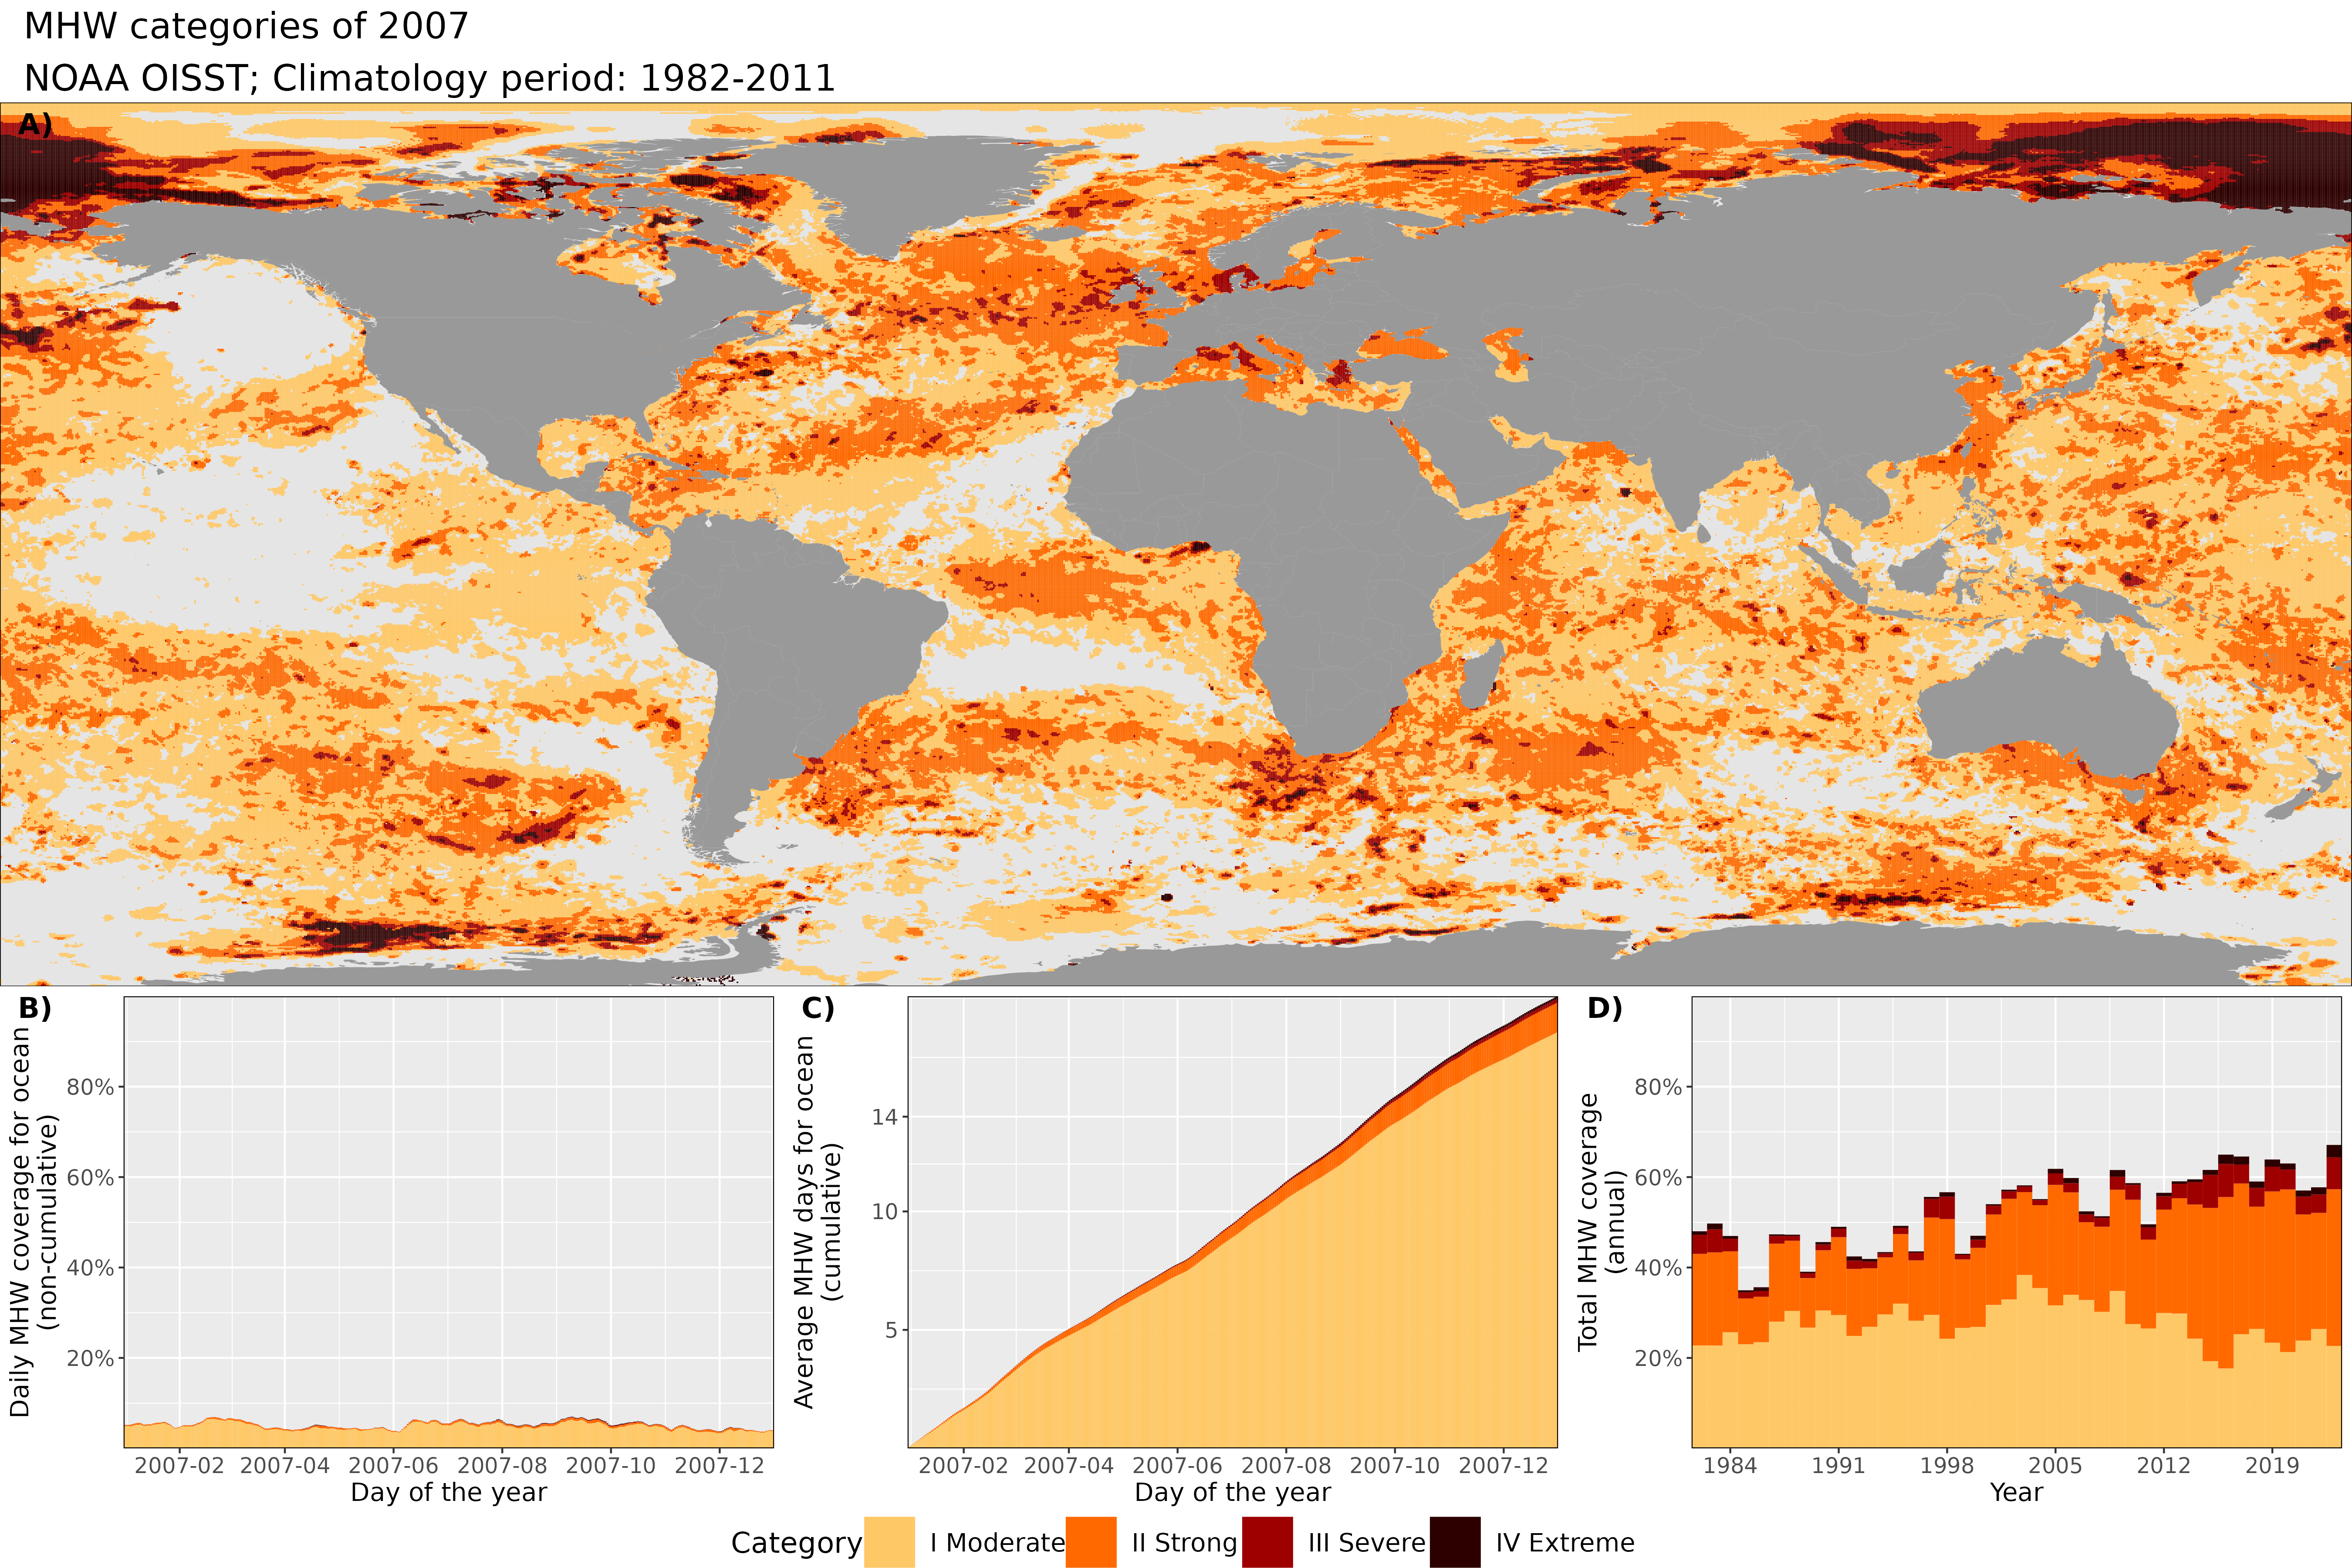 MHW categories of 2007
NOAA OISST; Climatology period: 1982-2011
A)
B)
Daily MHW coverage for ocean
(non-cumulative)
80%
60%
40%
20%
2007-02 2007-04 2007-06 2007-08 2007-10 2007-12
Day of the year
C)
Average MHW days for ocean
(cumulative)
14
10
5
2007-02 2007-04 2007-06 2007-08 2007-10 2007-12
Day of the year
D)
Total MHW coverage
(annual)
80%
60%
40%
20%
1984 1991 1998 2005 2012 2019
Year
Category I Moderate II Strong III Severe IV Extreme